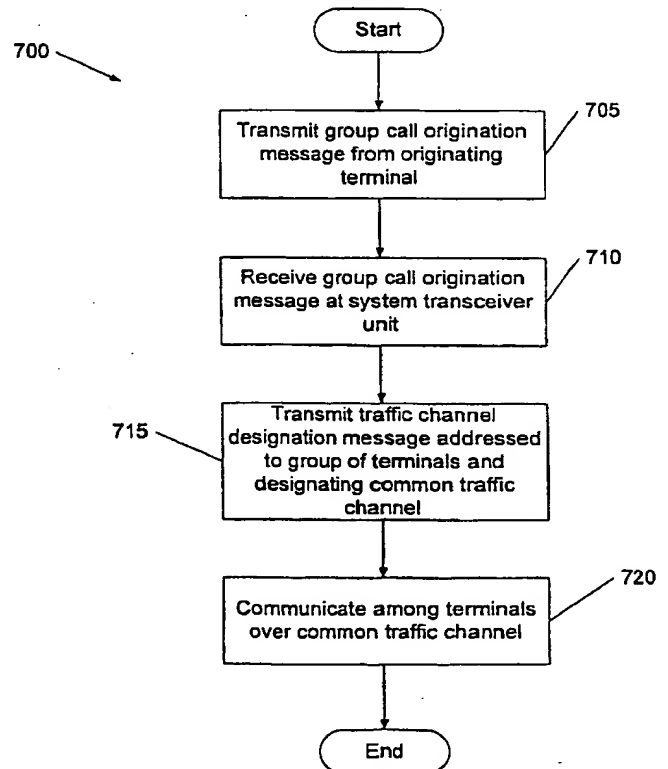 Start
700
705
Transmit group call origination
message from originating
terminal
710
Receive group call origination
message at system transceiver
unit
715
Transmit traffic channel
designation message addressed
to group of terminals and
designating common traffic
channel
720
Communicate among terminals
over common traffic channel
End